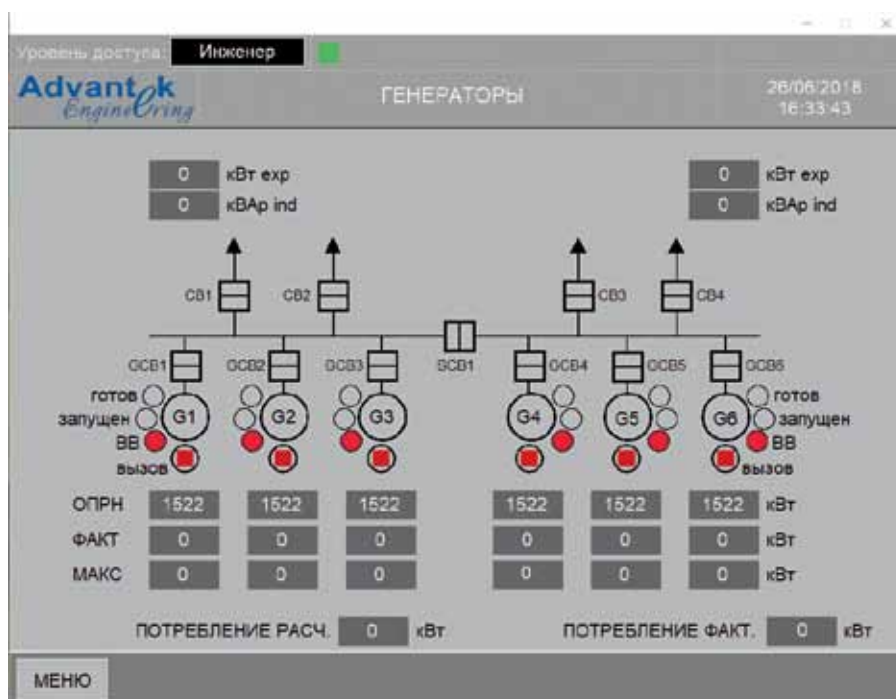 Уровень доступа: Инженер
Advantek
EngineEring
ГЕНЕРАТОРЫ
26/06/2018
16:33:43
0 кВт exp 0 кВт exp
0 кВАр ind 0 кВАр ind
CB1 CB2 CB3 CB4
GCB1 GCB2 GCB3 SCB1 GCB4 GCB5 GCB6
готов готов
запущен G1 G2 G3 G4 G5 G6 запущен
ВВ ВВ
вызов вызов
ОПРН 1522 1522 1522 1522 1522 1522 кВт
ФАКТ 0 0 0 0 0 0 кВт
МАКС 0 0 0 0 0 0 кВт
ПОТРЕБЛЕНИЕ РАСЧ. 0 кВт ПОТРЕБЛЕНИЕ ФАКТ. 0 кВт
МЕНЮ